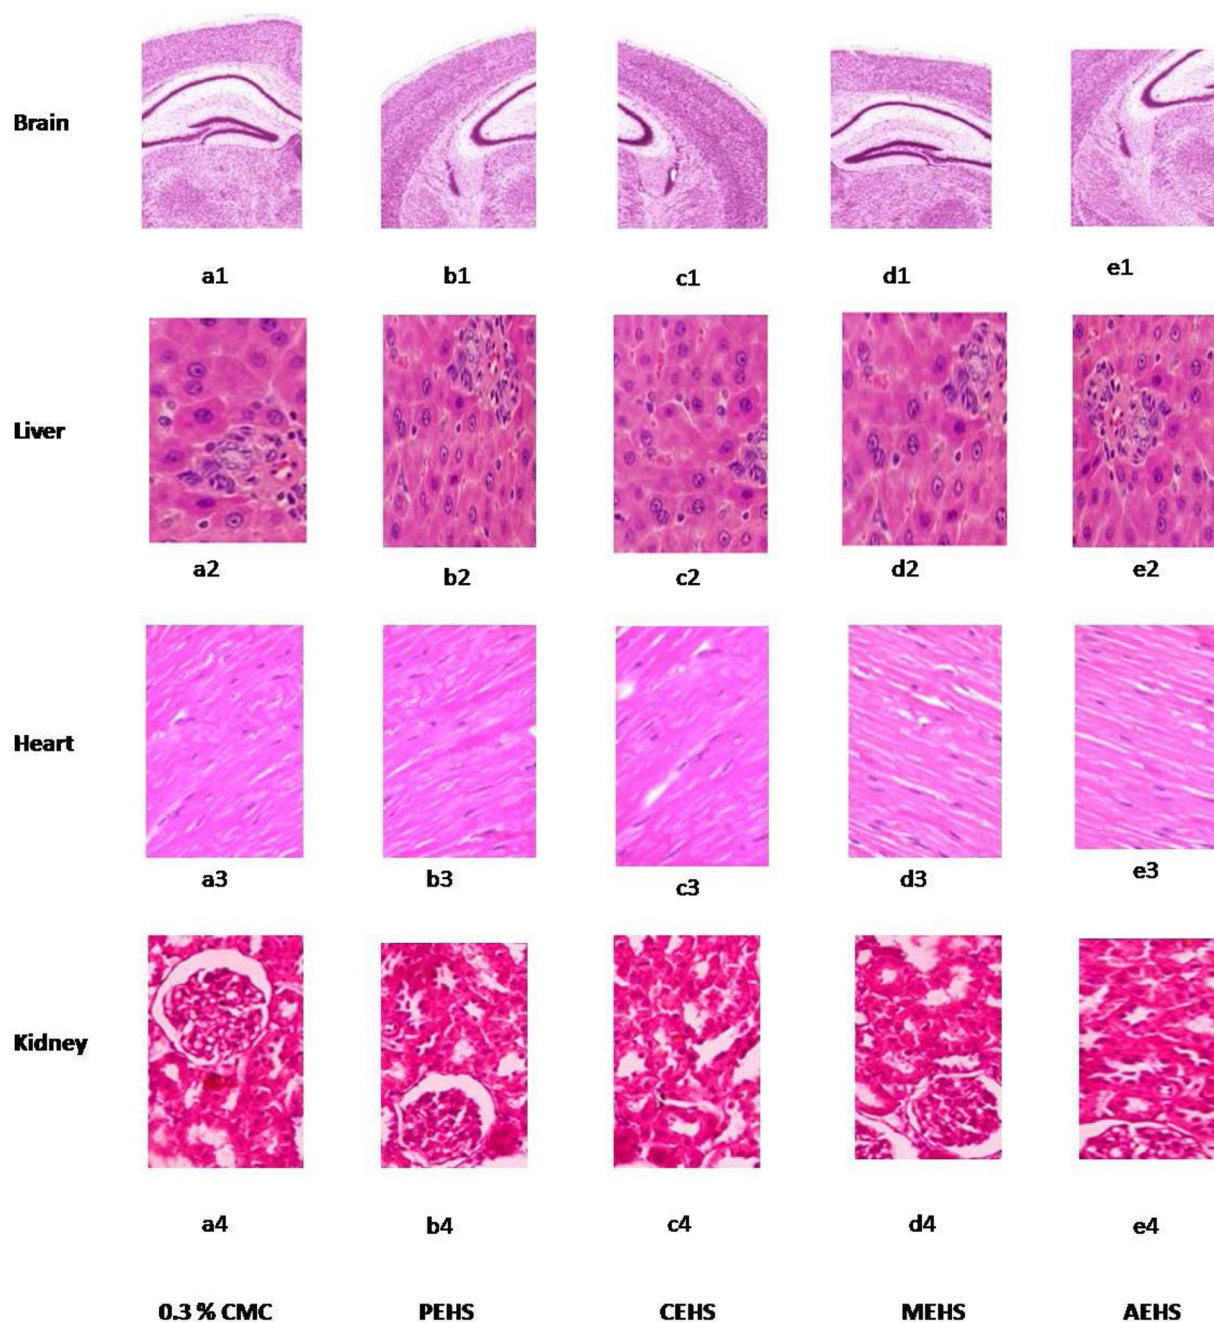 Brain
a1 b1 c1 d1 e1
Liver
a2 b2 c2 d2 e2
Heart
a3 b3 c3 d3 e3
Kidney
a4 b4 c4 d4 e4
0.3 % CMC PEHS CEHS MEHS AEHS